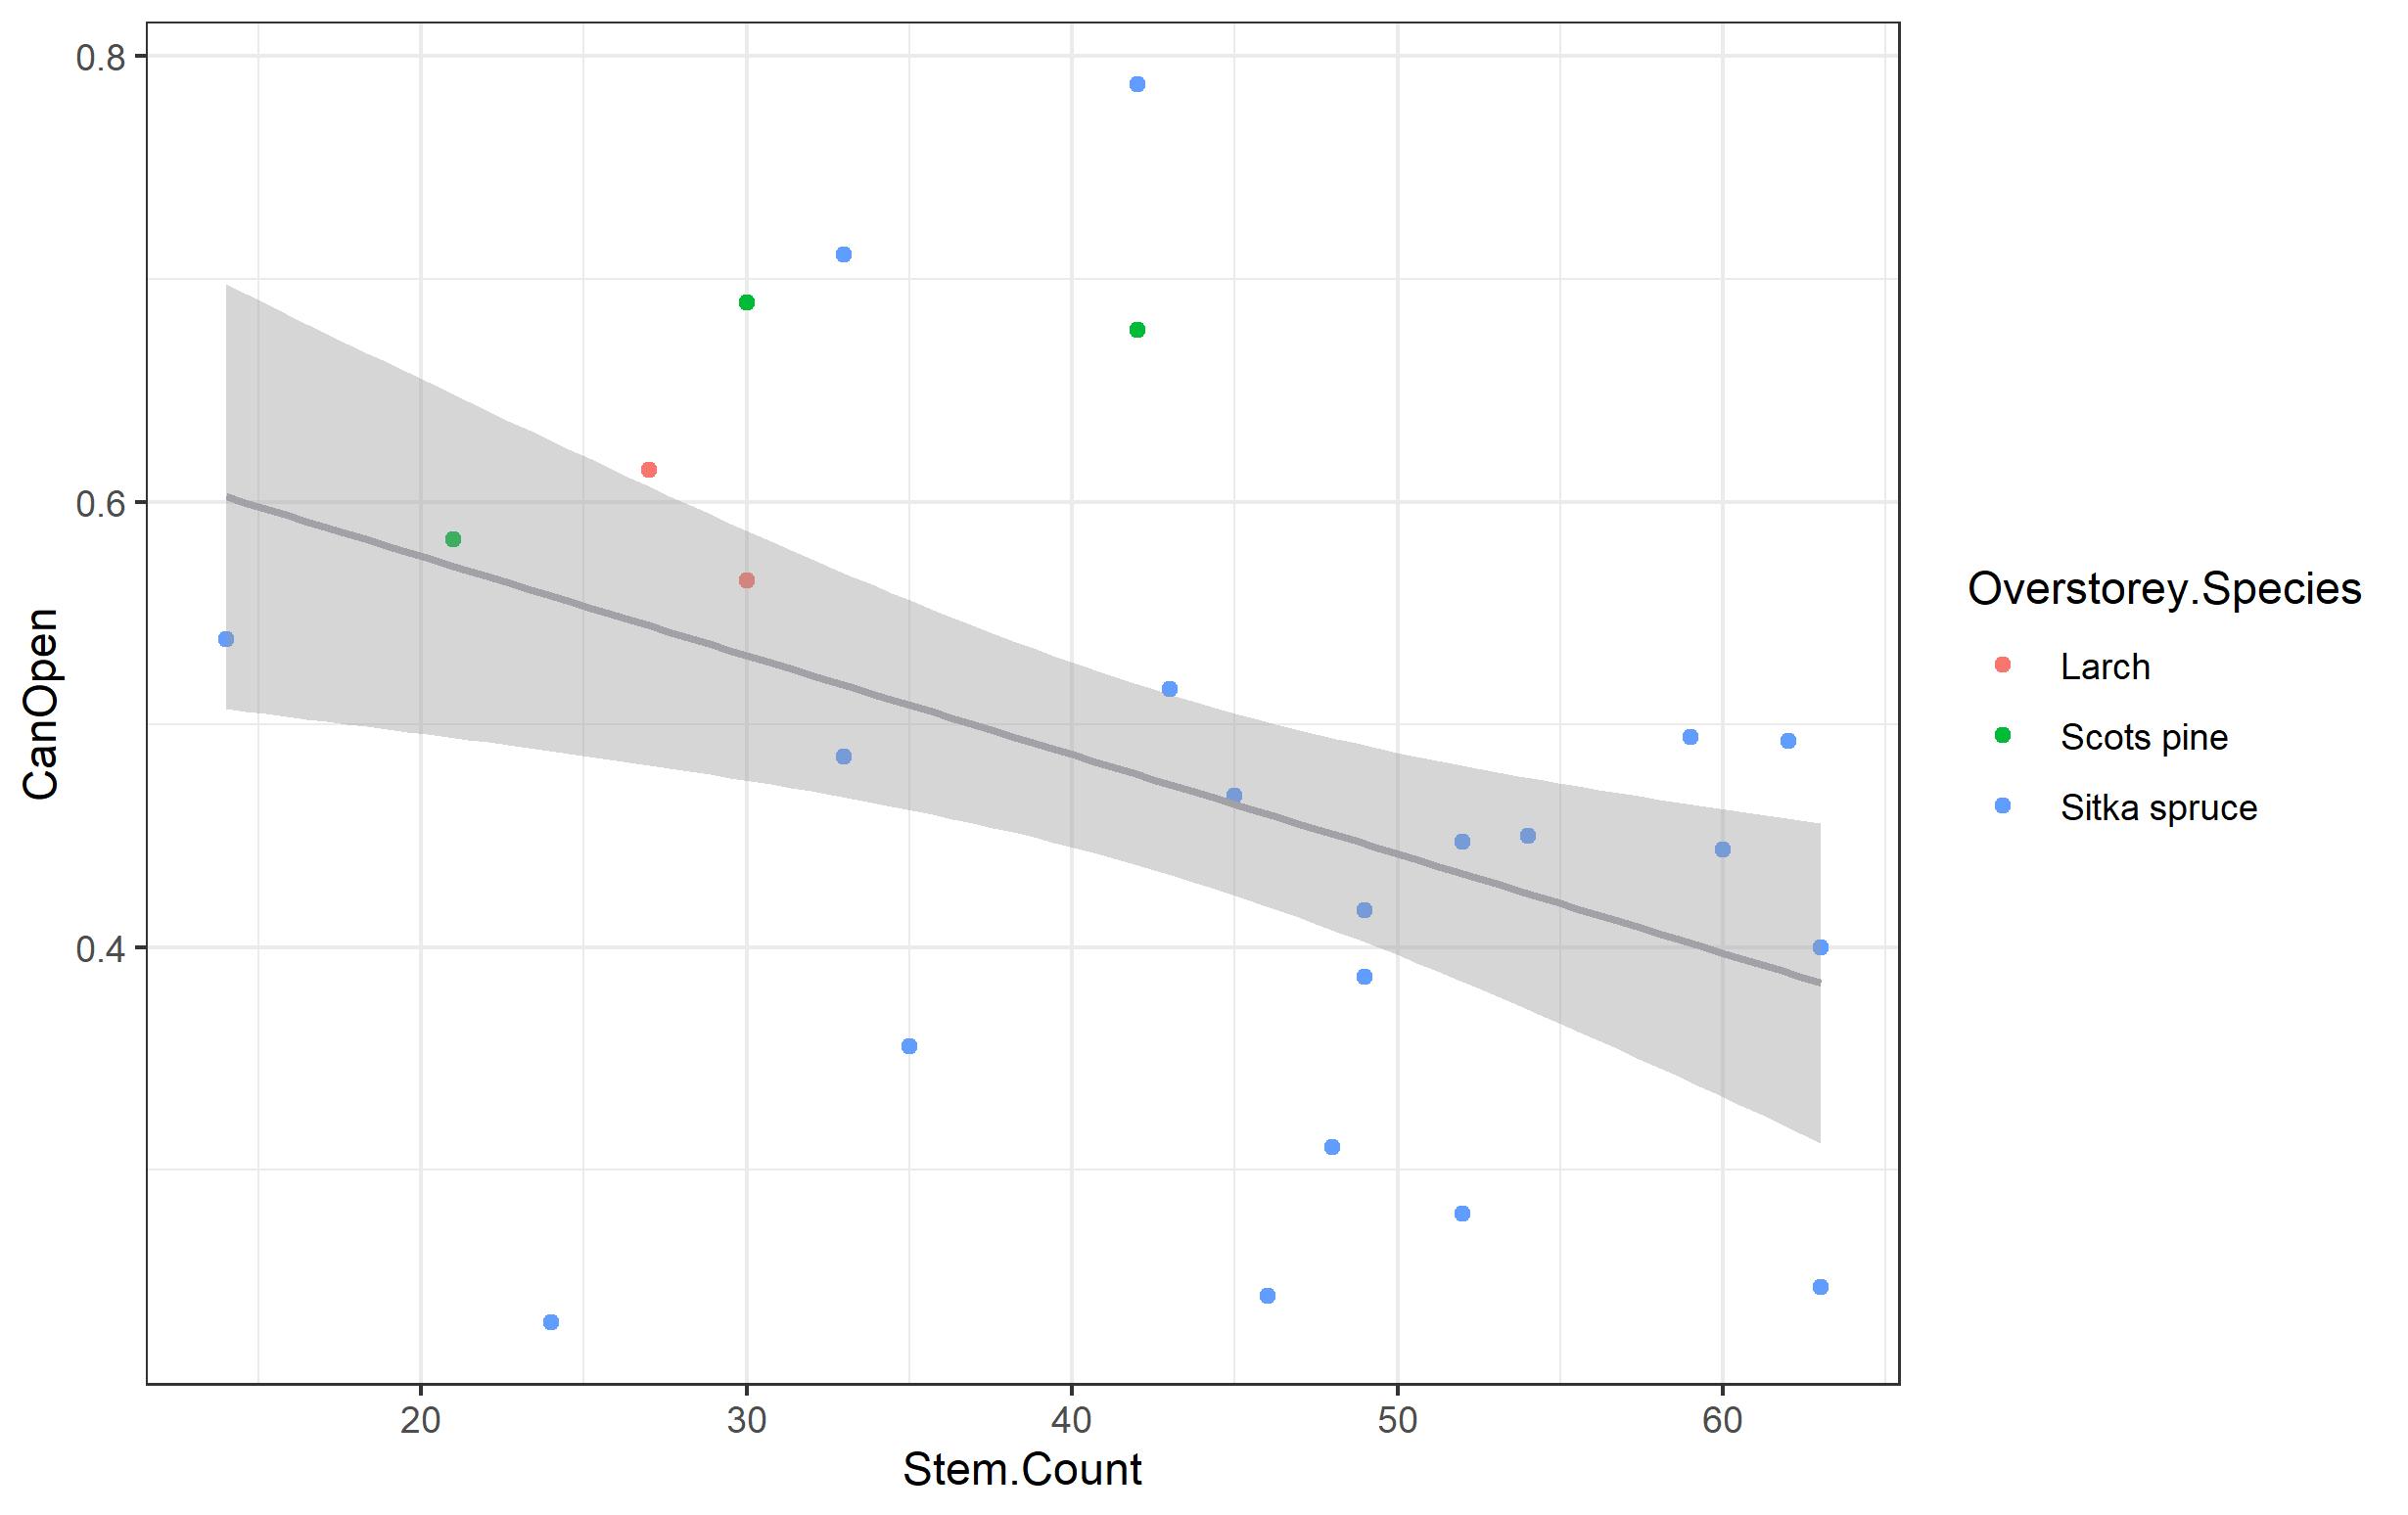 0.8
0.6
0.4
CanOpen
20 30 40 50 60
Stem.Count
Overstorey.Species
Larch
Scots pine
Sitka spruce